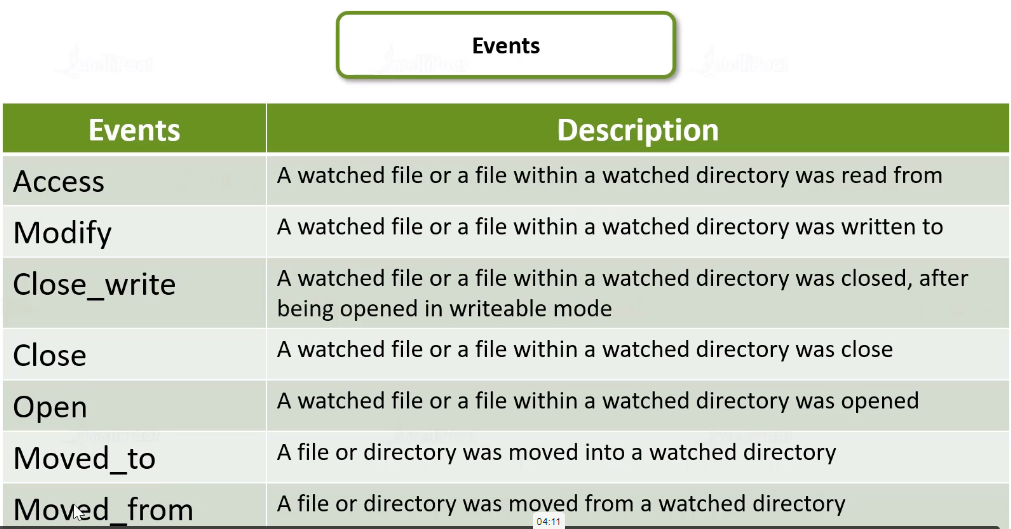 Events
Events Description
Access A watched file or a file within a watched directory was read from
Modify A watched file or a file within a watched directory was written to
Close_write A watched file or a file within a watched directory was closed, after
being opened in writeable mode
Close A watched file or a file within a watched directory was close
Open A watched file or a file within a watched directory was opened
Moved_to A file or directory was moved into a watched directory
Moved_from A file or directory was moved from a watched directory
04:11